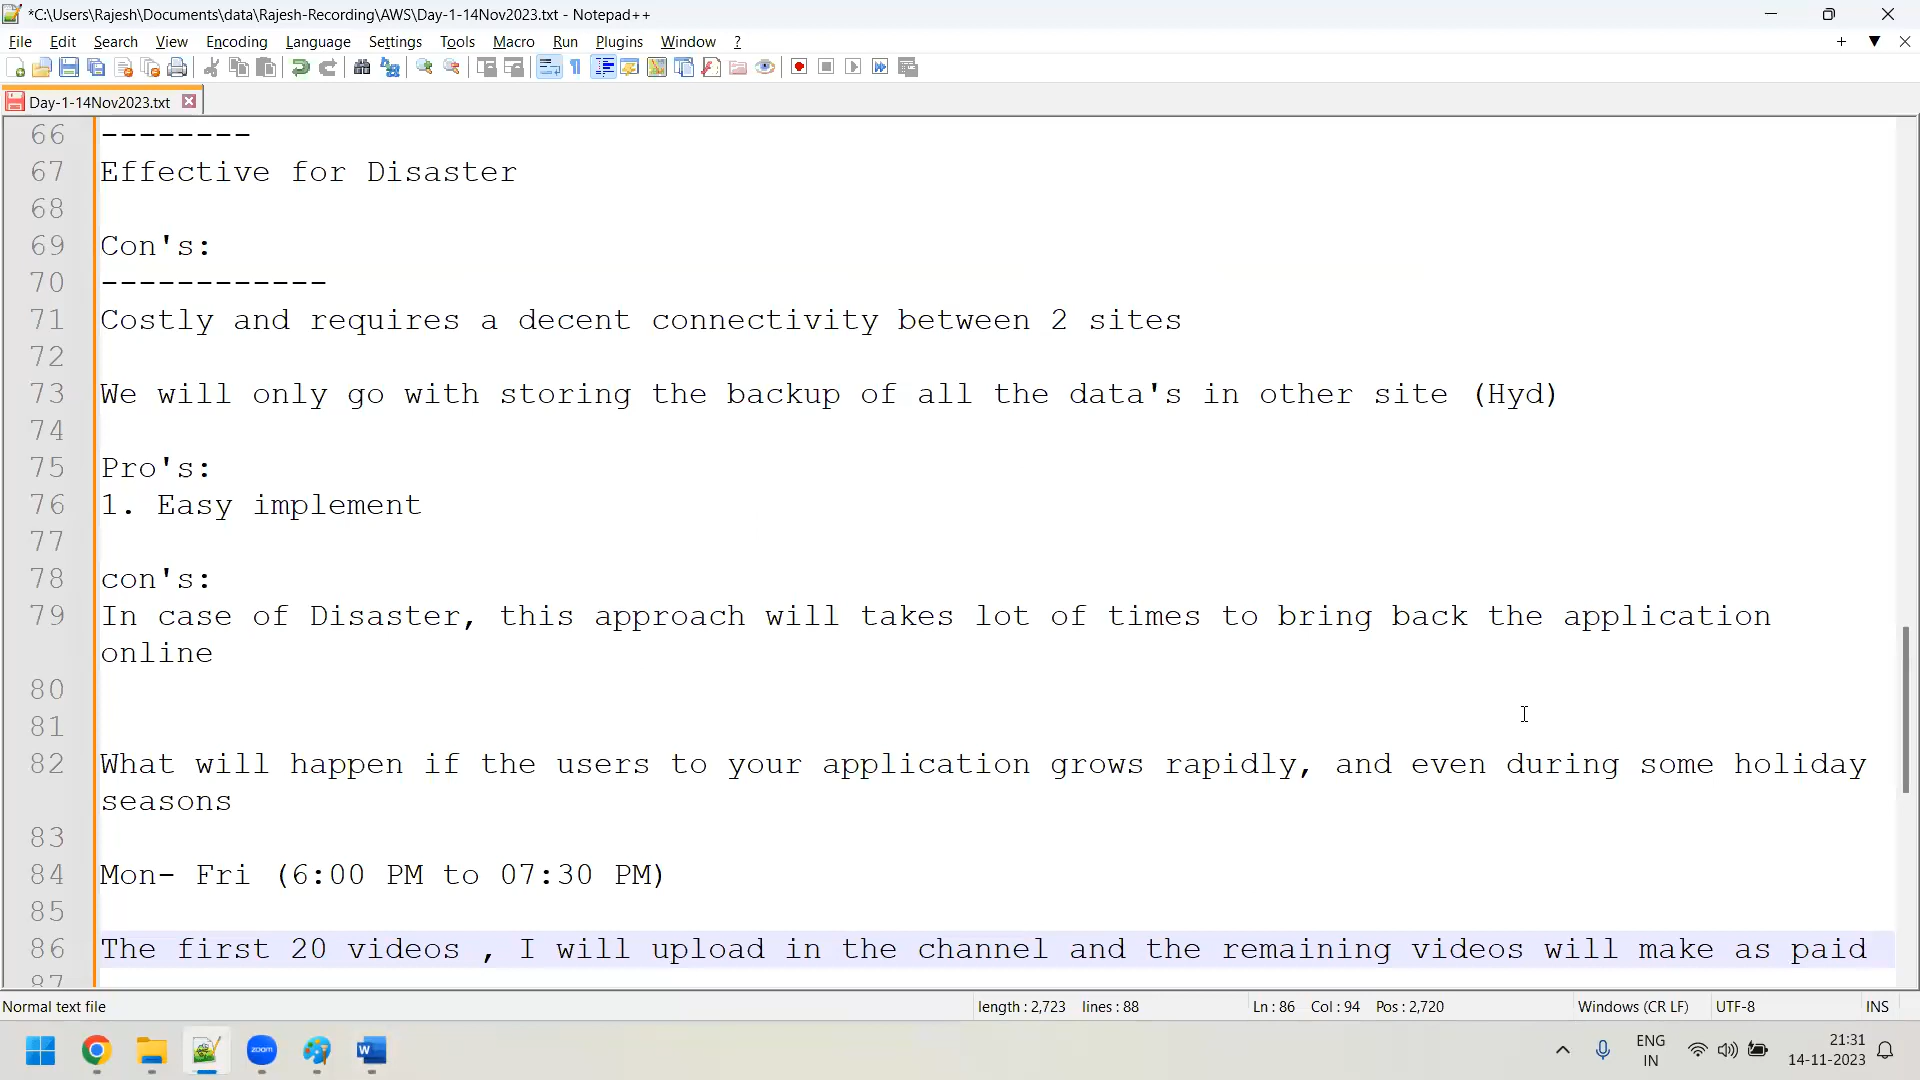 *C:\Users\Rajesh\Documents\data\Rajesh-Recording\AWS\Day-1-14Nov2023.txt - Notepad++
File Edit Search View Encoding Language Settings Tools Macro Run Plugins Window ?
Day-1-14Nov2023.txt
66 --------
67 Effective for Disaster
68
69 Con's:
70 ------------
71 Costly and requires a decent connectivity between 2 sites
72
73 We will only go with storing the backup of all the data's in other site (Hyd)
74
75 Pro's:
76 1. Easy implement
77
78 con's:
79 In case of Disaster, this approach will takes lot of times to bring back the application
online
80
81
82 What will happen if the users to your application grows rapidly, and even during some holiday
seasons
83
84 Mon- Fri (6:00 PM to 07:30 PM)
85
86 The first 20 videos , I will upload in the channel and the remaining videos will make as paid
87
Normal text file length : 2,723 lines : 88 Ln : 86 Col : 94 Pos : 2,720 Windows (CR LF) UTF-8 INS
zoom
W
ENG
IN
21:31
14-11-2023